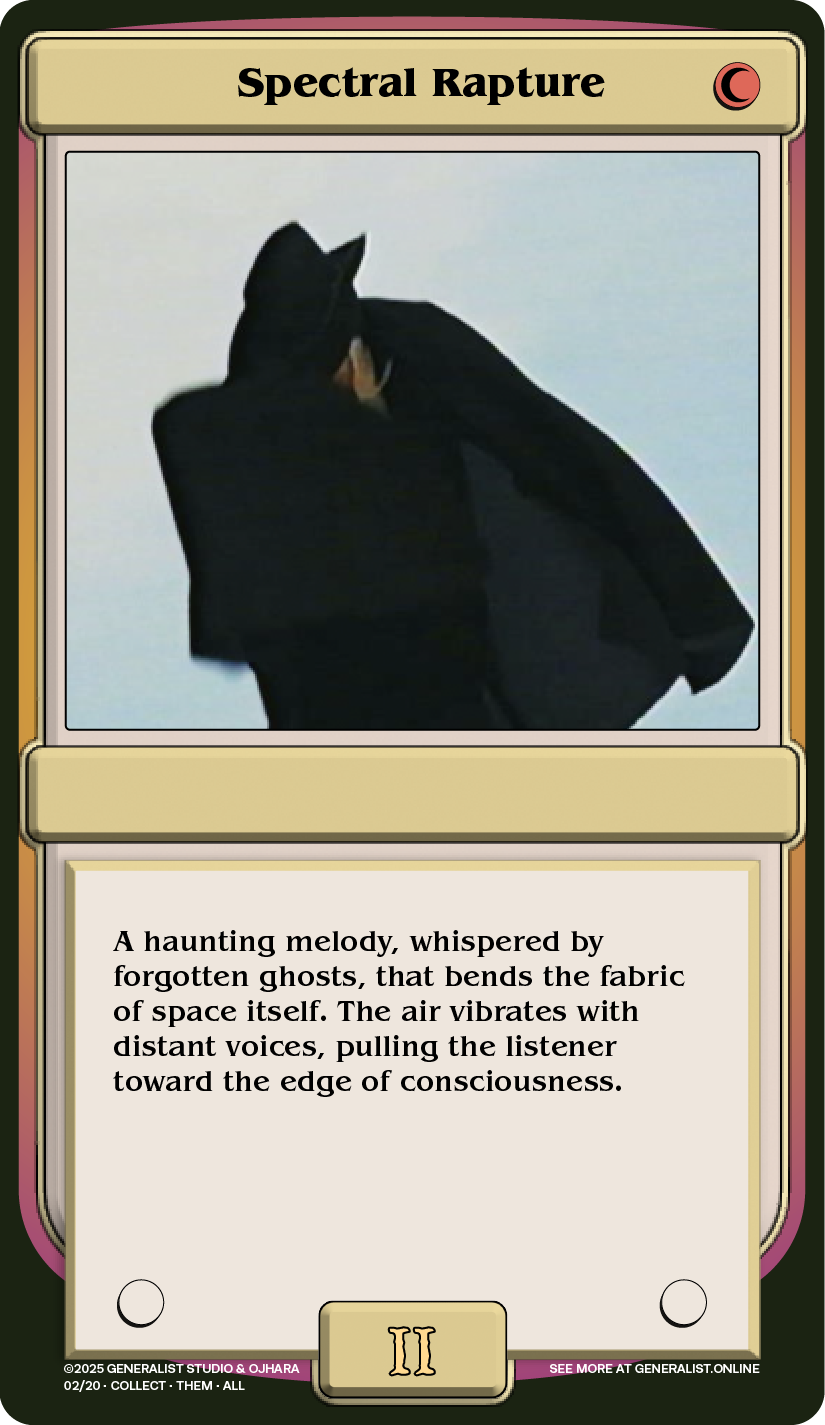 Spectral Rapture
A haunting melody, whispered by
forgotten ghosts, that bends the fabric
of space itself. The air vibrates with
distant voices, pulling the listener
toward the edge of consciousness.
II
©2025 GENERALIST STUDIO & OJHARA
02/20 · COLLECT · THEM · ALL
SEE MORE AT GENERALIST.ONLINE